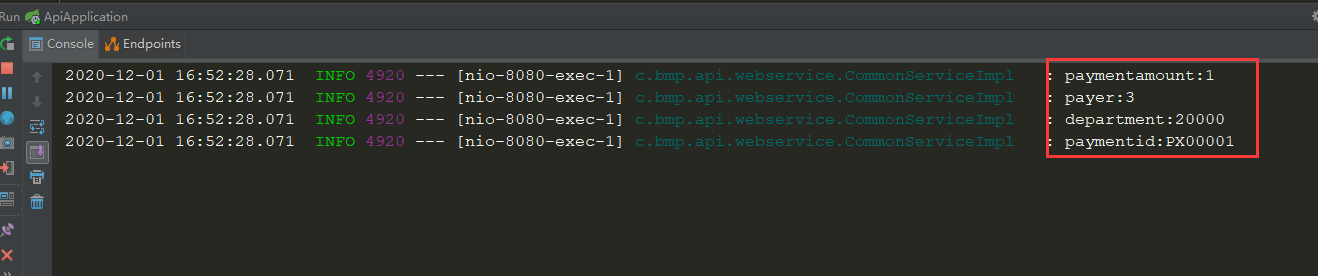 Run ApiApplication
Console Endpoints
2020-12-01 16:52:28.071 INFO 4920 --- [nio-8080-exec-1] c.bmp.api.webservice.CommonServiceImpl : paymentamount:1
2020-12-01 16:52:28.071 INFO 4920 --- [nio-8080-exec-1] c.bmp.api.webservice.CommonServiceImpl : payer:3
2020-12-01 16:52:28.071 INFO 4920 --- [nio-8080-exec-1] c.bmp.api.webservice.CommonServiceImpl : department:20000
2020-12-01 16:52:28.071 INFO 4920 --- [nio-8080-exec-1] c.bmp.api.webservice.CommonServiceImpl : paymentid:PX00001